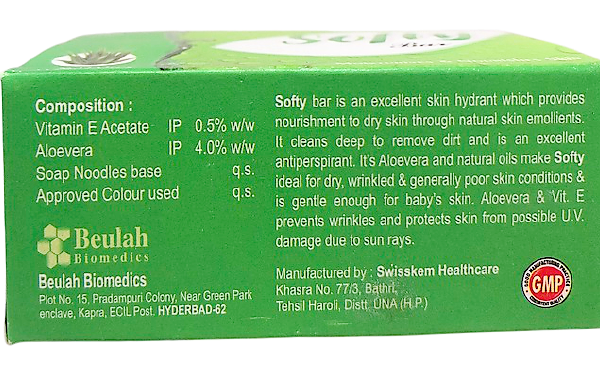 Softy
Bar
Composition :
Vitamin E Acetate IP 0.5% w/w
Aloevera IP 4.0% w/w
Soap Noodles base q.s.
Approved Colour used q.s.
Beulah
Biomedics
Beulah Biomedics
Plot No. 15, Pradampuri Colony, Near Green Park
enclave, Kapra, ECIL Post. HYDERBAD-62
Softy bar is an excellent skin hydrant which provides
nourishment to dry skin through natural skin emollients.
It cleans deep to remove dirt and is an excellent
antiperspirant. It's Aloevera and natural oils make Softy
ideal for dry, wrinkled & generally poor skin conditions &
is gentle enough for baby's skin. Aloevera & Vit. E
prevents wrinkles and protects skin from possible U.V.
damage due to sun rays.
Manufactured by : Swisskem Healthcare
Khasra No. 77/3, Bathri,
Tehsil Haroli, Distt. UNA (H.P.)
GOOD MANUFACTURING PRACTICE
GMP